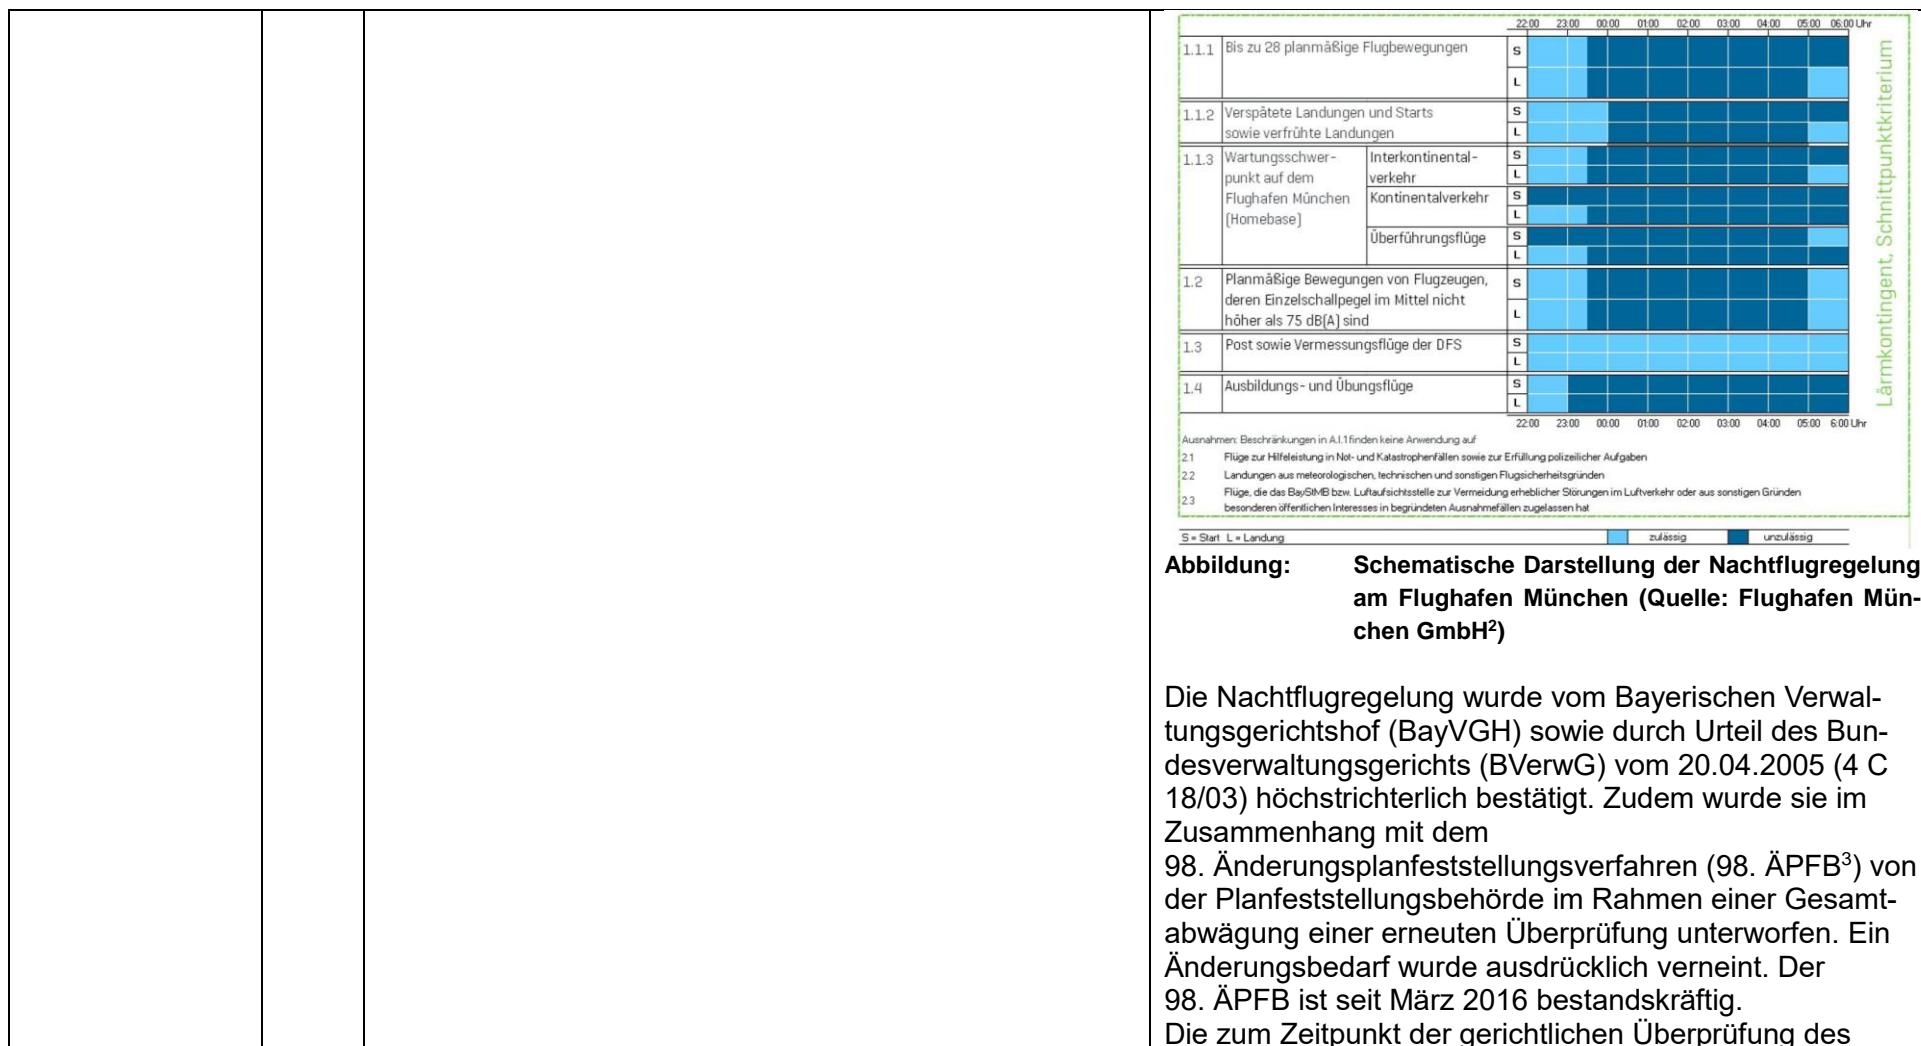 22:00 23:00 00:00 01:00 02:00 03:00 04:00 05:00 06:00 Uhr
1.1.1 Bis zu 28 planmäßige Flugbewegungen S
L
1.1.2 Verspätete Landungen und Starts S
sowie verfrühte Landungen L
1.1.3 Wartungsschwer- Interkontinental- S
punkt auf dem verkehr L
Flughafen München Kontinentalverkehr S
(Homebase) L
Überführungsflüge S
L
1.2 Planmäßige Bewegungen von Flugzeugen, S
deren Einzelschallpegel im Mittel nicht
höher als 75 dB(A) sind L
1.3 Post sowie Vermessungsflüge der DFS S
L
1.4 Ausbildungs- und Übungsflüge S
L
22:00 23:00 00:00 01:00 02:00 03:00 04:00 05:00 6:00 Uhr
Lärmkontingent, Schnittpunktkriterium
Ausnahmen: Beschränkungen in A.I.1 finden keine Anwendung auf
2.1 Flüge zur Hilfeleistung in Not- und Katastrophenfällen sowie zur Erfüllung polizeilicher Aufgaben
2.2 Landungen aus meteorologischen, technischen und sonstigen Flugsicherheitsgründen
2.3 Flüge, die das BayStMB bzw. Luftaufsichtsstelle zur Vermeidung erheblicher Störungen im Luftverkehr oder aus sonstigen Gründen
besonderen öffentlichen Interesses in begründeten Ausnahmefällen zugelassen hat
S = Start L = Landung zulässig unzulässig
Abbildung: Schematische Darstellung der Nachtflugregelung
am Flughafen München (Quelle: Flughafen Mün-
chen GmbH²)
Die Nachtflugregelung wurde vom Bayerischen Verwal-
tungsgerichtshof (BayVGH) sowie durch Urteil des Bun-
desverwaltungsgerichts (BVerwG) vom 20.04.2005 (4 C
18/03) höchstrichterlich bestätigt. Zudem wurde sie im
Zusammenhang mit dem
98. Änderungsplanfeststellungsverfahren (98. ÄPFB³) von
der Planfeststellungsbehörde im Rahmen einer Gesamt-
abwägung einer erneuten Überprüfung unterworfen. Ein
Änderungsbedarf wurde ausdrücklich verneint. Der
98. ÄPFB ist seit März 2016 bestandskräftig.
Die zum Zeitpunkt der gerichtlichen Überprüfung des